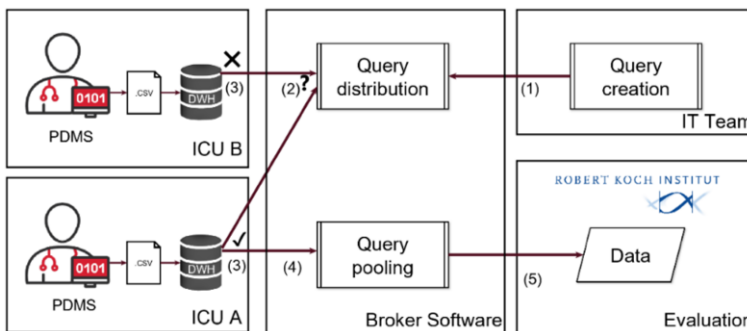 0101
.CSV
DWH
(3)
PDMS
ICU B
(2)
?
Query
distribution
(1)
Query
creation
IT Team
0101
.CSV
DWH
(3)
PDMS
ICU A
(4)
Query
pooling
Broker Software
ROBERT KOCH INSTITUT
(5)
Data
Evaluation